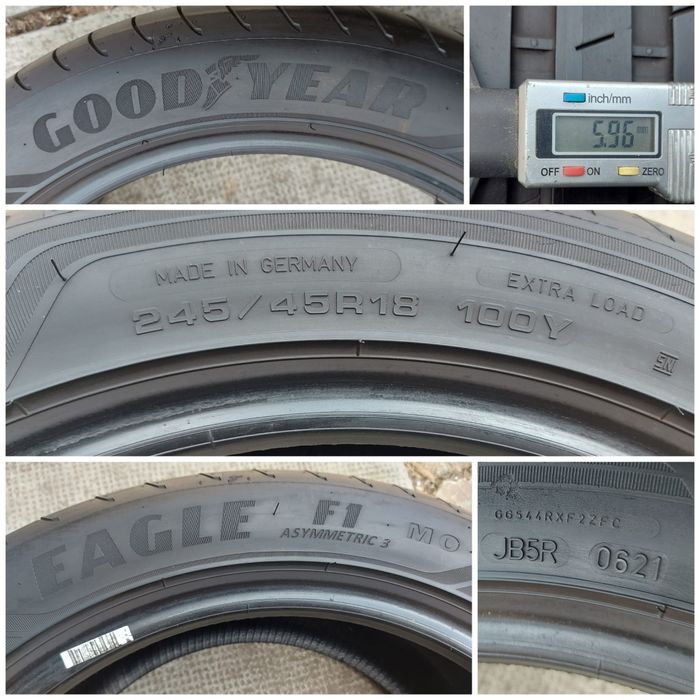 GOODYEAR
inch/mm
5.96 mm
OFF ON ZERO
MADE IN GERMANY
EXTRA LOAD
245/45R18 100Y
EAGLE F1
ASYMMETRIC 3
MO
JB5R 0621